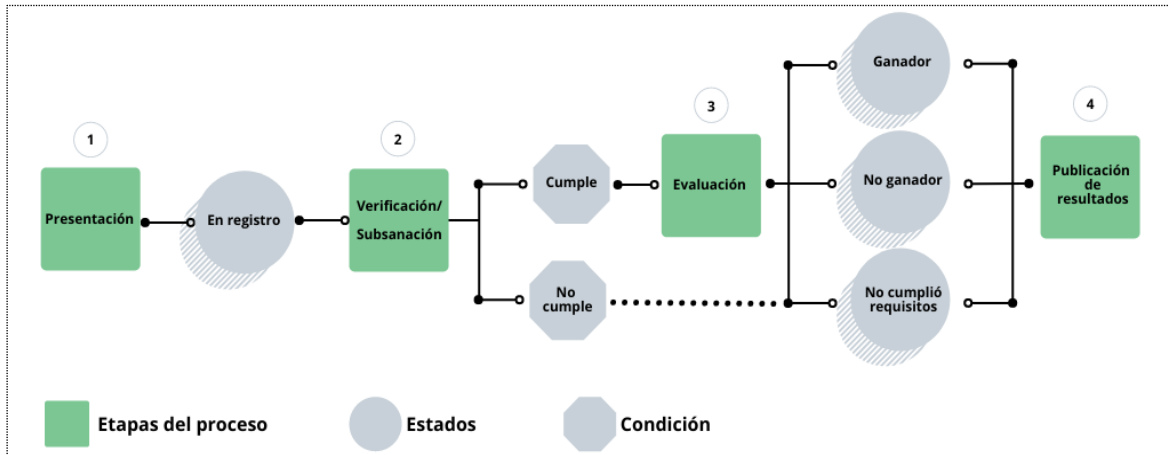 1
Presentación
En registro
2
Verificación/
Subsanación
Cumple
No
cumple
3
Evaluación
Ganador
No ganador
No cumplió
requisitos
4
Publicación
de
resultados
Etapas del proceso
Estados
Condición